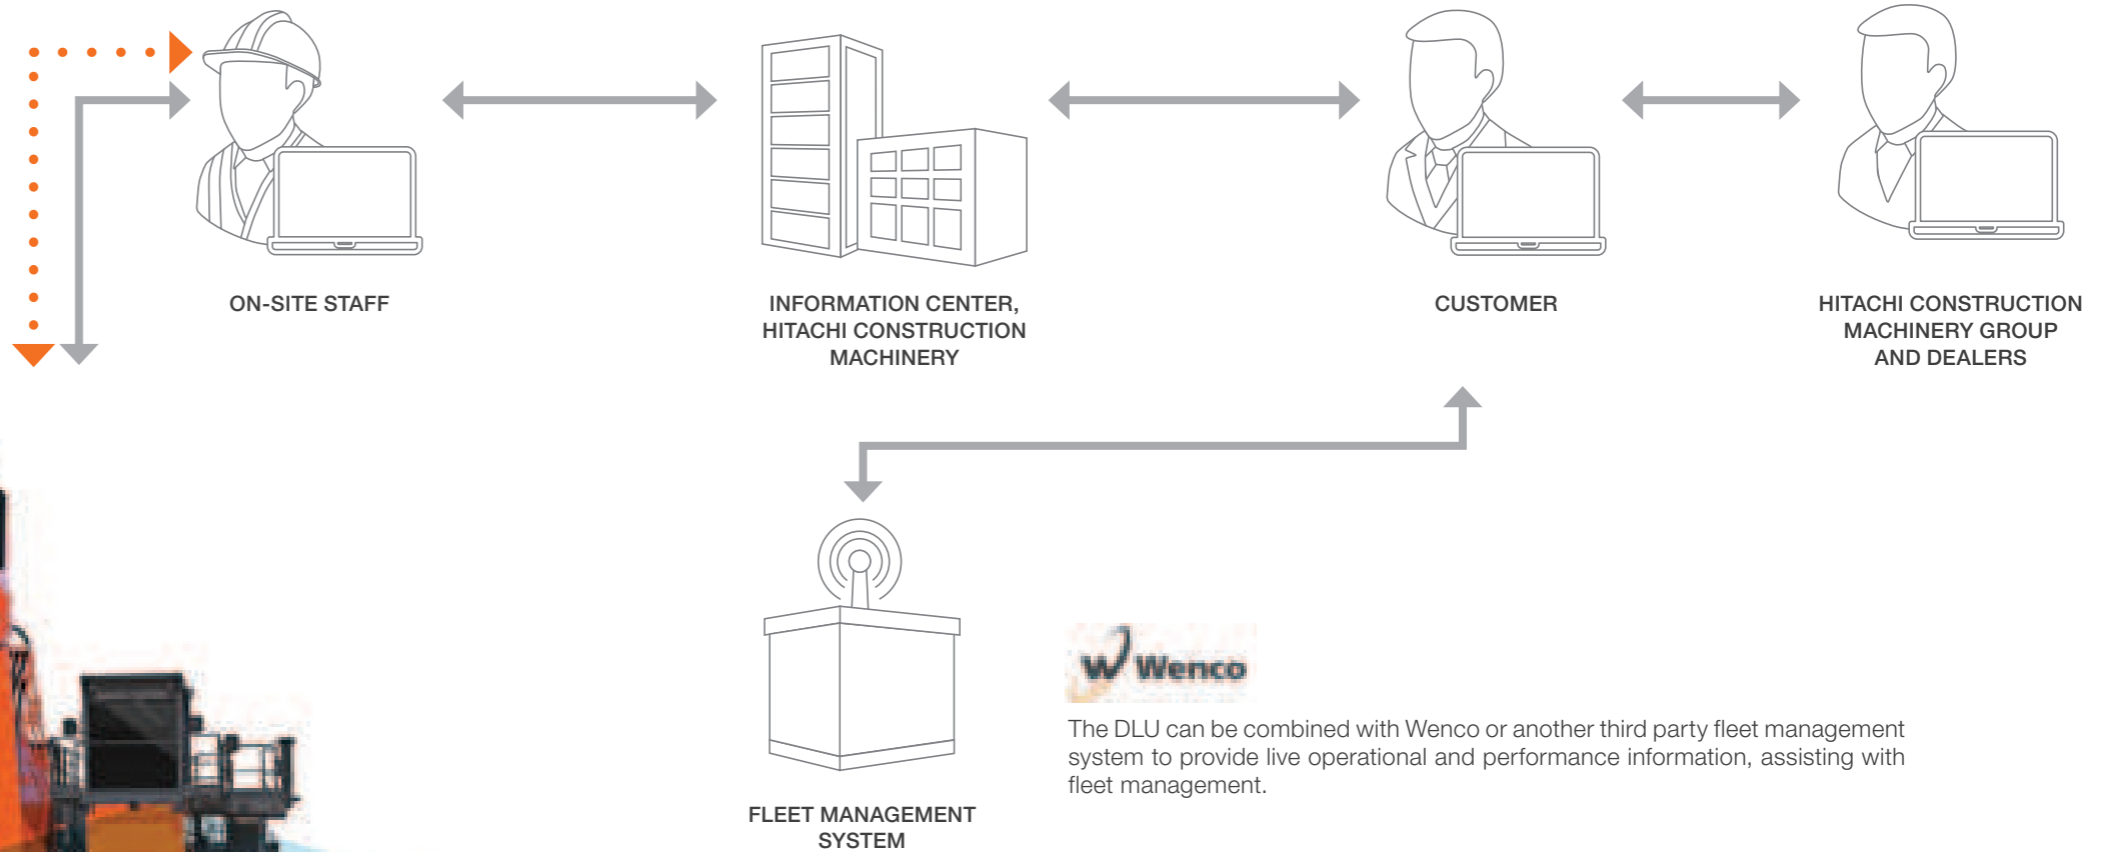 ON-SITE STAFF
INFORMATION CENTER,
HITACHI CONSTRUCTION
MACHINERY
CUSTOMER
HITACHI CONSTRUCTION
MACHINERY GROUP
AND DEALERS
W Wenco
The DLU can be combined with Wenco or another third party fleet management
system to provide live operational and performance information, assisting with
fleet management.
FLEET MANAGEMENT
SYSTEM